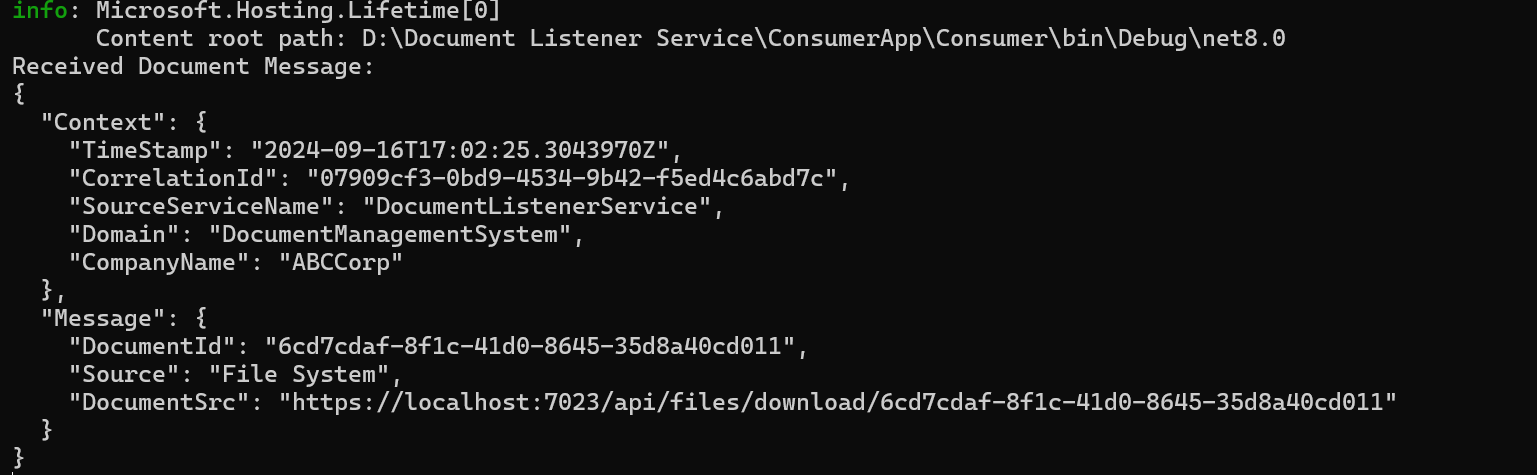 info: Microsoft.Hosting.Lifetime[0]
      Content root path: D:\Document Listener Service\ConsumerApp\Consumer\bin\Debug\net8.0
Received Document Message:
{
  "Context": {
    "TimeStamp": "2024-09-16T17:02:25.3043970Z",
    "CorrelationId": "07909cf3-0bd9-4534-9b42-f5ed4c6abd7c",
    "SourceServiceName": "DocumentListenerService",
    "Domain": "DocumentManagementSystem",
    "CompanyName": "ABCCorp"
  },
  "Message": {
    "DocumentId": "6cd7cdaf-8f1c-41d0-8645-35d8a40cd011",
    "Source": "File System",
    "DocumentSrc": "https://localhost:7023/api/files/download/6cd7cdaf-8f1c-41d0-8645-35d8a40cd011"
  }
}